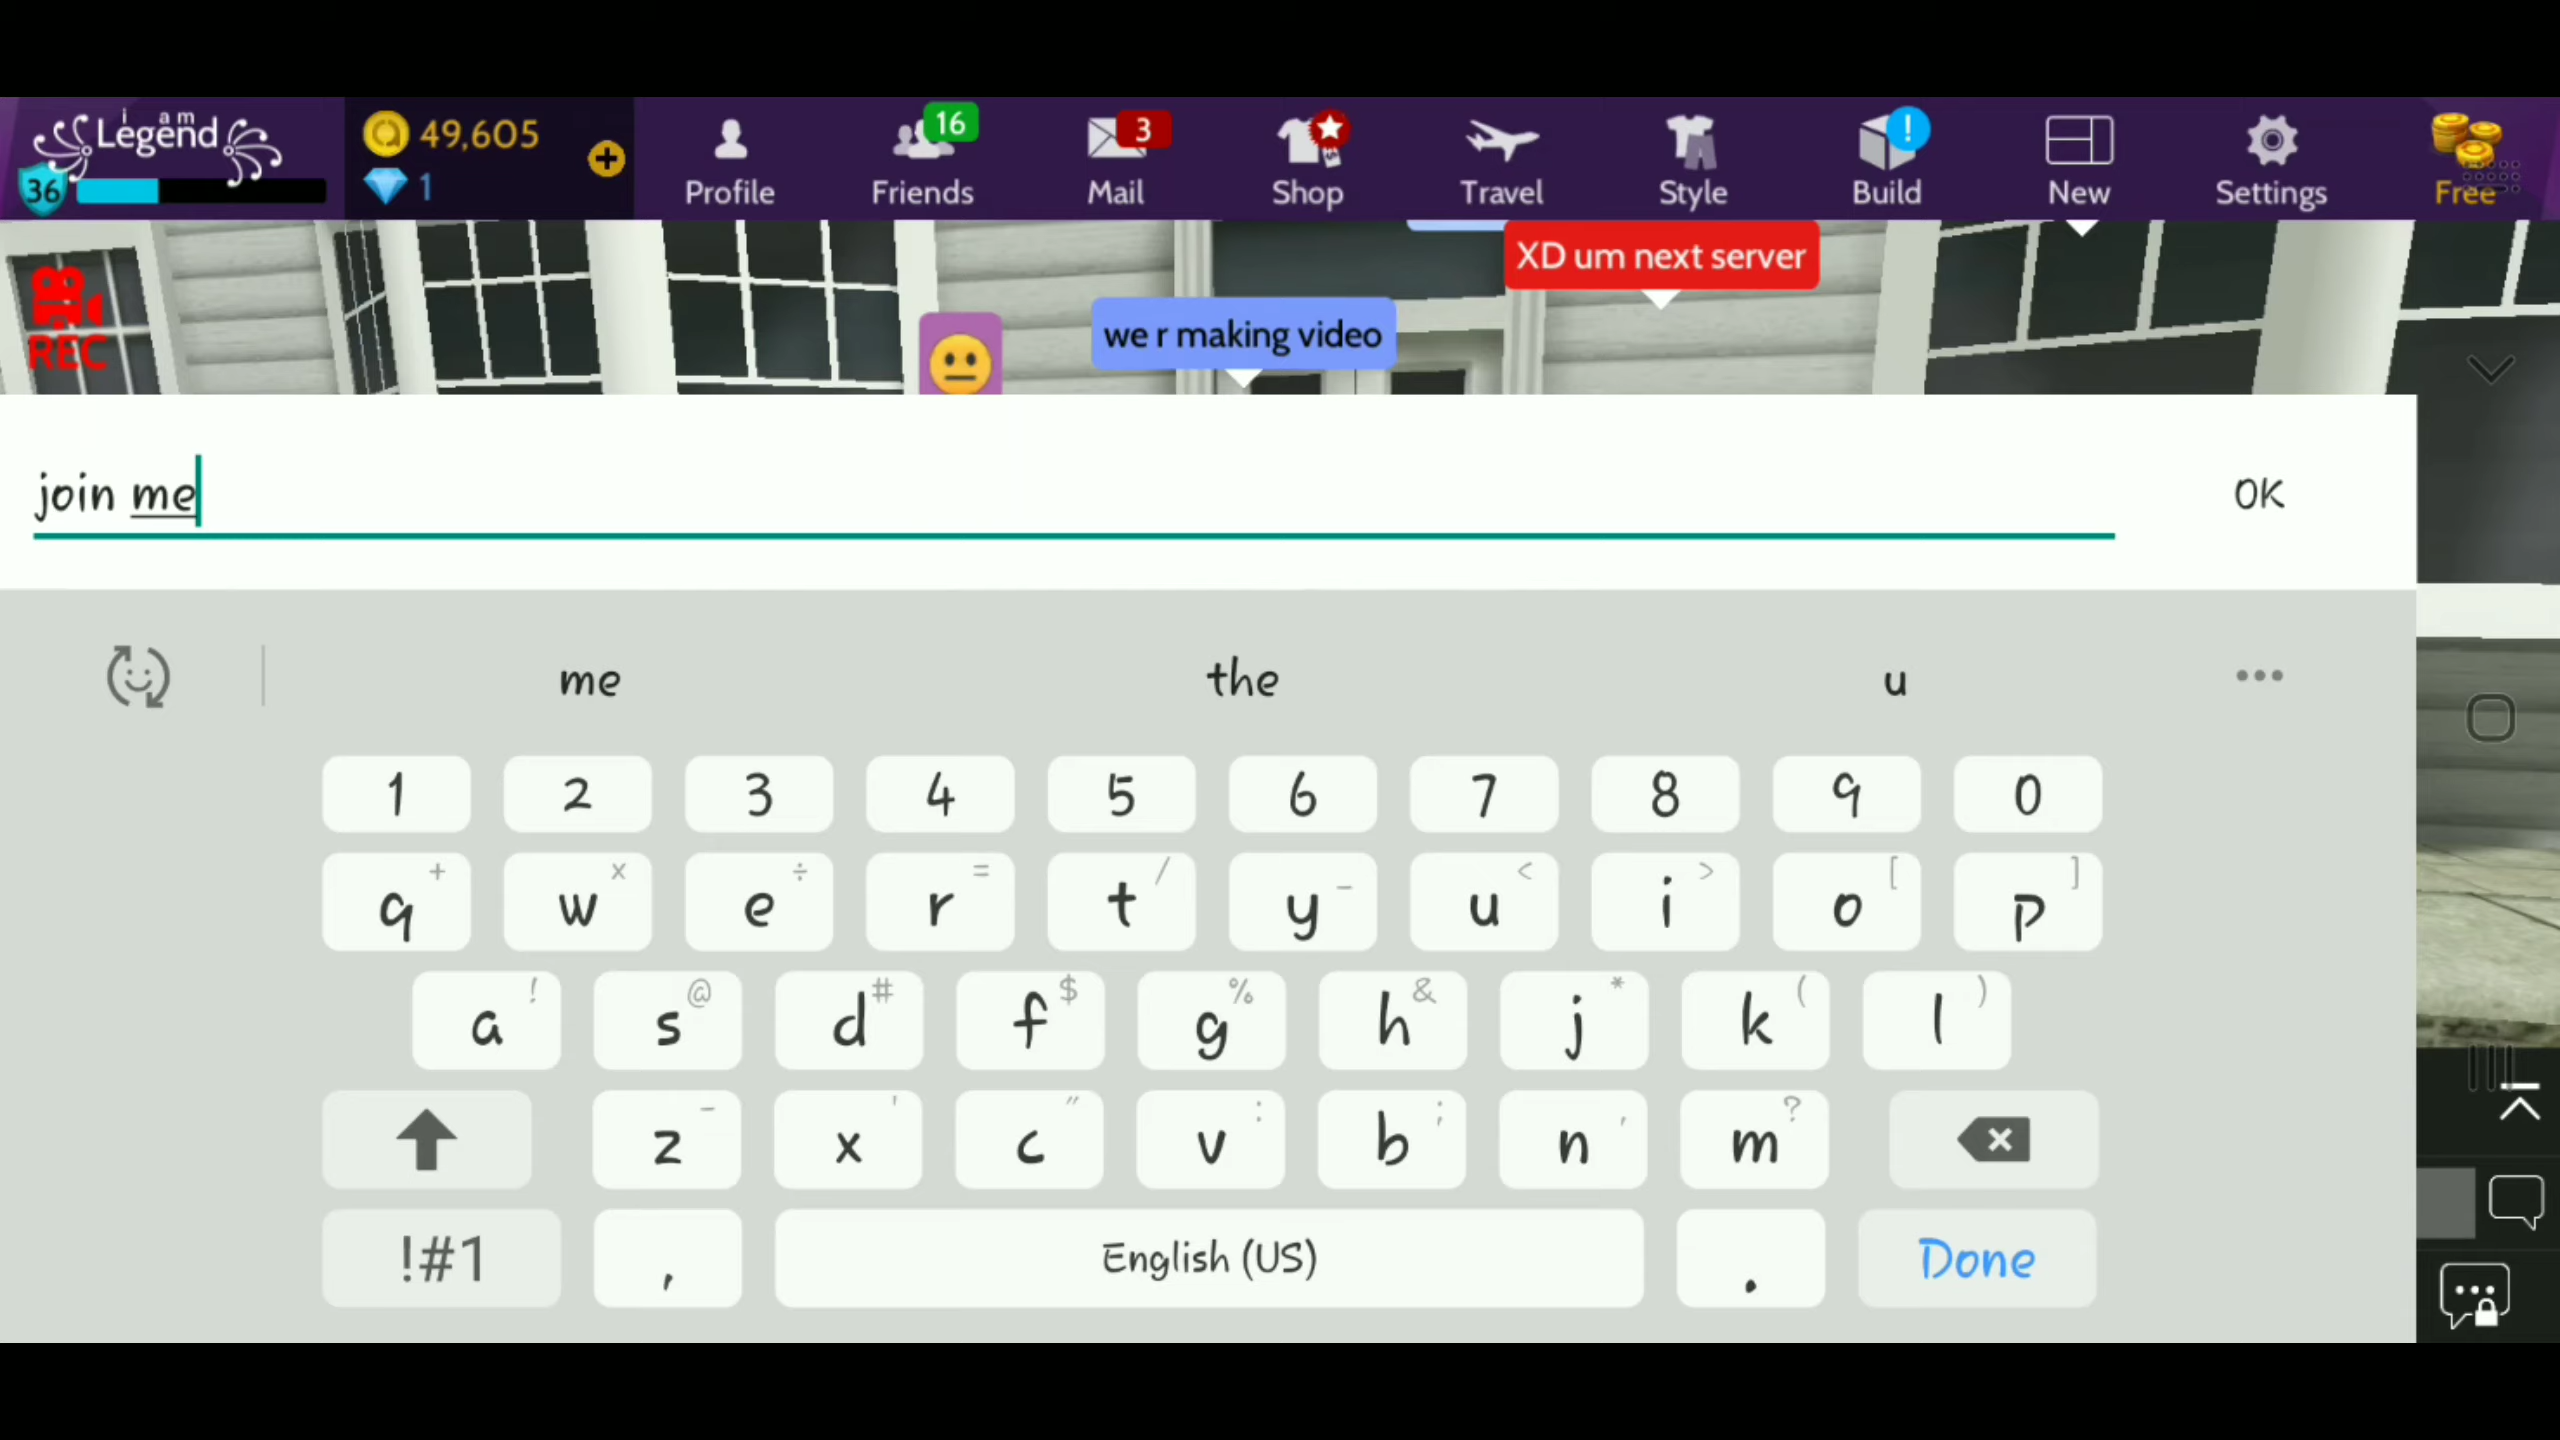 i am
Legend
36
49,605
1
Profile
16
Friends
3
Mail
Shop
Travel
Style
!
Build
New
Settings
Free
REC
XD um next server
we r making video
join me
OK
me the u
1 2 3 4 5 6 7 8 9 0
+ x ÷ = / _ < > [ ]
q w e r t y u i o p
! @ # $ % & * ( )
a s d f g h j k l
- ' " : ; , ?
z x c v b n m
!#1 , English (US) . Done